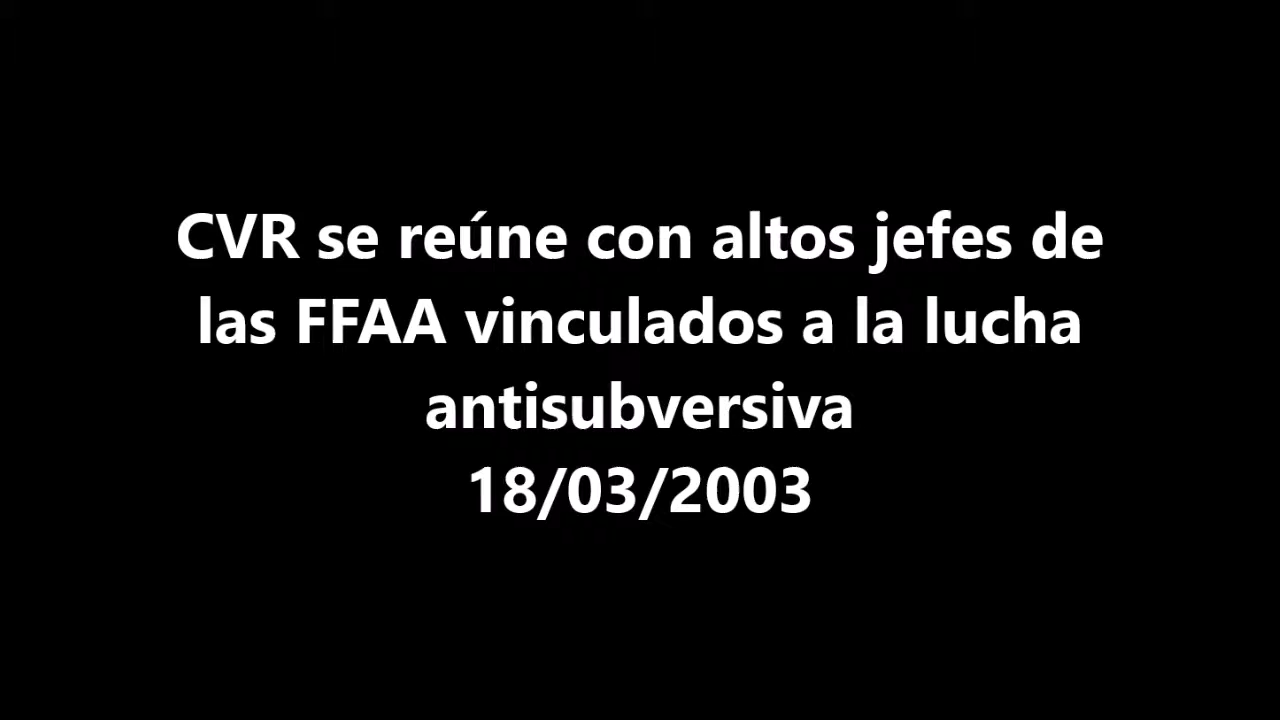 CVR se reúne con altos jefes de
las FFAA vinculados a la lucha
antisubversiva
18/03/2003